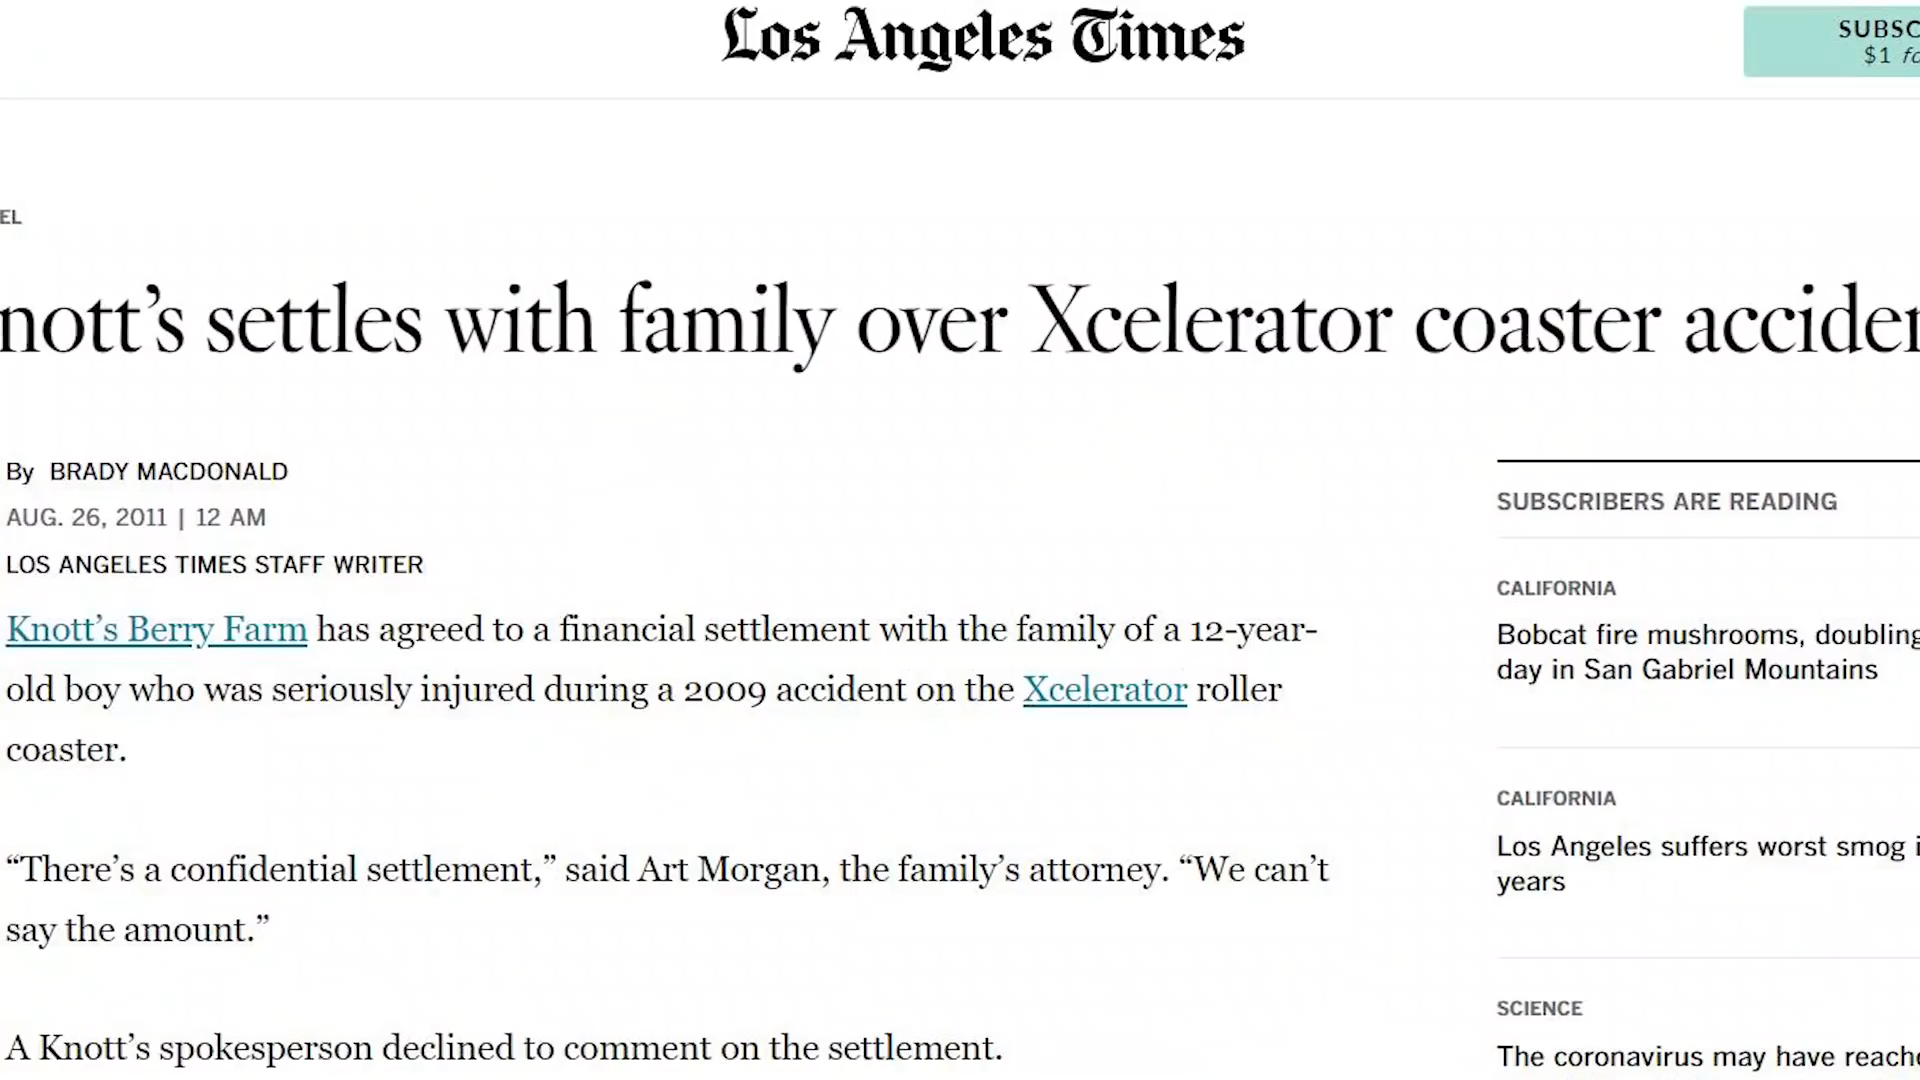 Los Angeles Times
SUBSC
$1 fo
EL
nott’s settles with family over Xcelerator coaster acciden
By BRADY MACDONALD
AUG. 26, 2011 | 12 AM
LOS ANGELES TIMES STAFF WRITER
Knott’s Berry Farm has agreed to a financial settlement with the family of a 12-year-
old boy who was seriously injured during a 2009 accident on the Xcelerator roller
coaster.
“There’s a confidential settlement,” said Art Morgan, the family’s attorney. “We can’t
say the amount.”
A Knott’s spokesperson declined to comment on the settlement.
SUBSCRIBERS ARE READING
CALIFORNIA
Bobcat fire mushrooms, doubling
day in San Gabriel Mountains
CALIFORNIA
Los Angeles suffers worst smog i
years
SCIENCE
The coronavirus may have reache